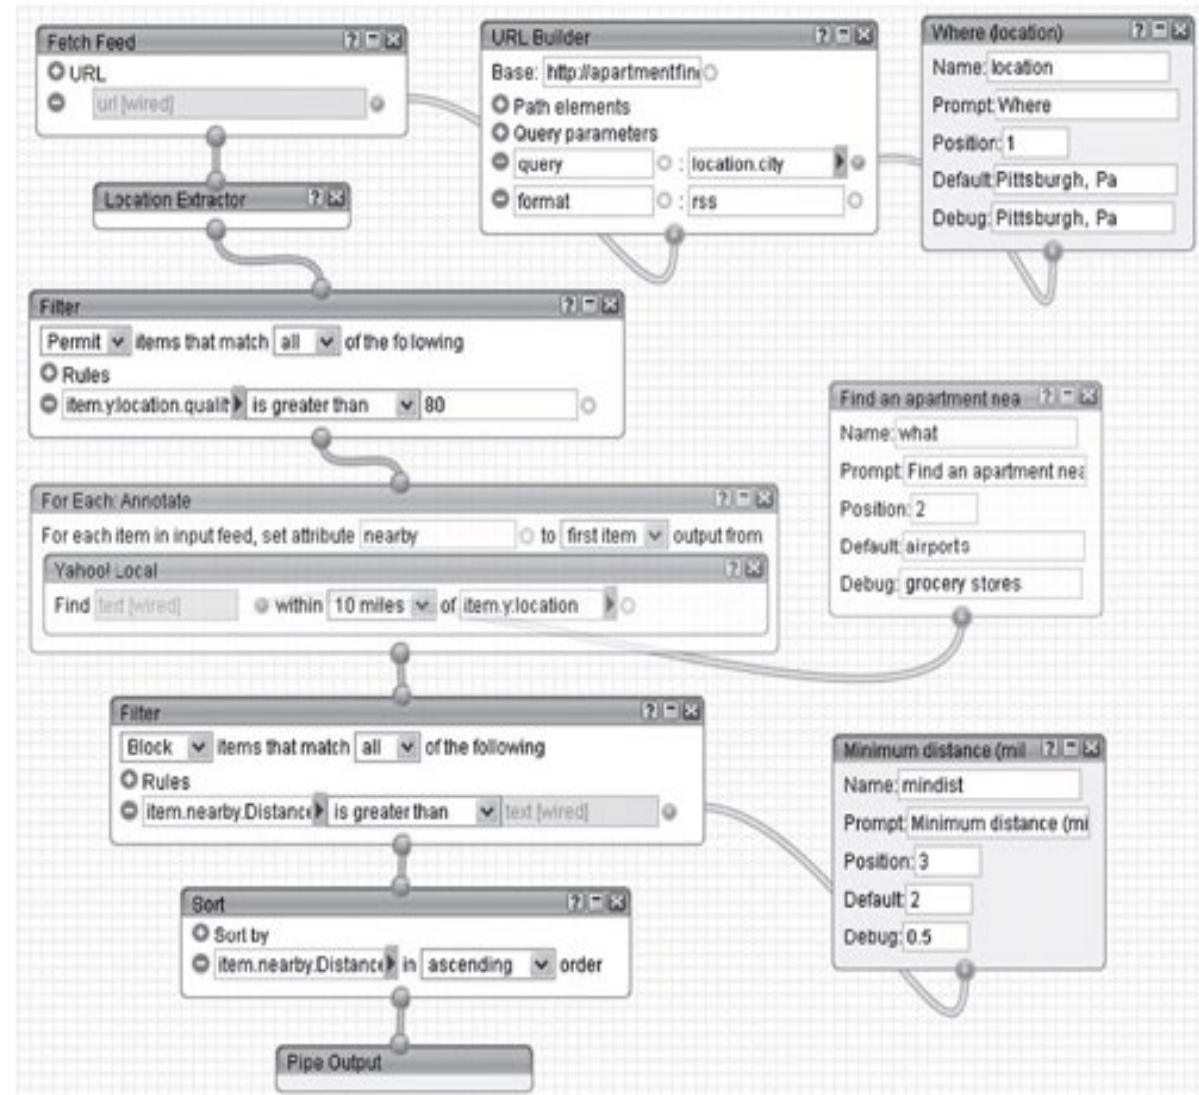 Fetch Feed
URL
url [wired]
Location Extractor
URL Builder
Base: http://apartmentfin
Path elements
Query parameters
query : location.city
format : rss
Where (location)
Name: location
Prompt: Where
Position: 1
Default: Pittsburgh, Pa
Debug: Pittsburgh, Pa
Filter
Permit items that match all of the following
Rules
item.y:location.qualit is greater than 80
For Each: Annotate
For each item in input feed, set attribute nearby to first item output from
Yahoo! Local
Find text [wired] within 10 miles of item.y:location
Find an apartment nea
Name: what
Prompt: Find an apartment nea
Position: 2
Default: airports
Debug: grocery stores
Filter
Block items that match all of the following
Rules
item.nearby.Distance is greater than text [wired]
Minimum distance (mil
Name: mindist
Prompt: Minimum distance (mi
Position: 3
Default: 2
Debug: 0.5
Sort
Sort by
item.nearby.Distance in ascending order
Pipe Output